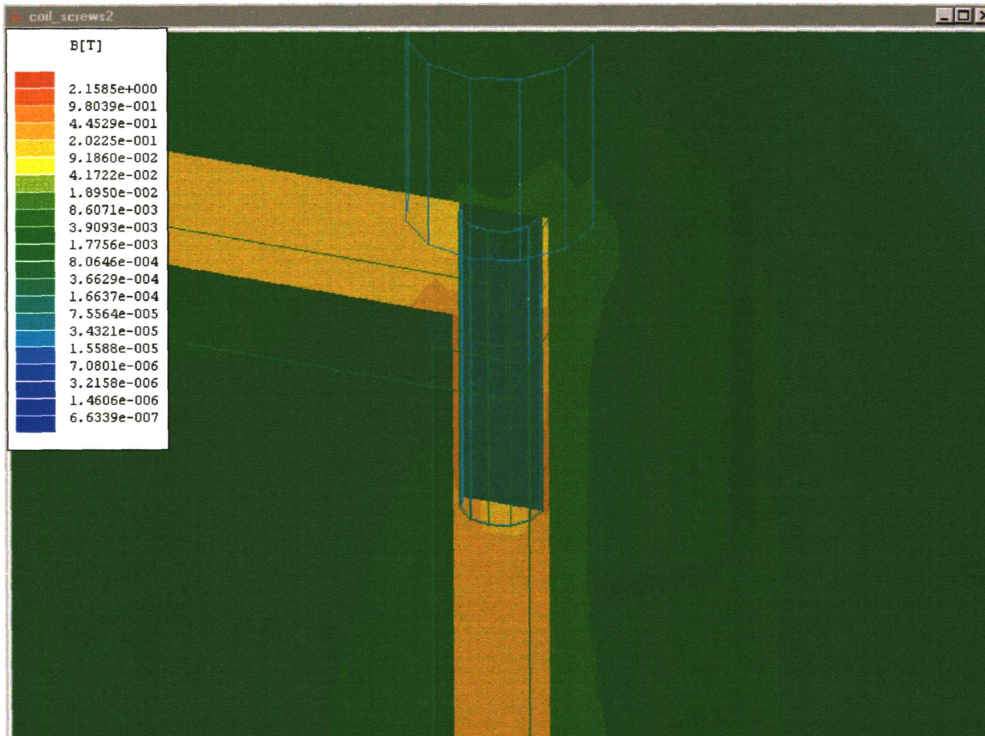 coil_screws2
B[T]
2.1585e+000
9.8039e-001
4.4529e-001
2.0225e-001
9.1860e-002
4.1722e-002
1.8950e-002
8.6071e-003
3.9093e-003
1.7756e-003
8.0646e-004
3.6629e-004
1.6637e-004
7.5564e-005
3.4321e-005
1.5588e-005
7.0801e-006
3.2158e-006
1.4606e-006
6.6339e-007